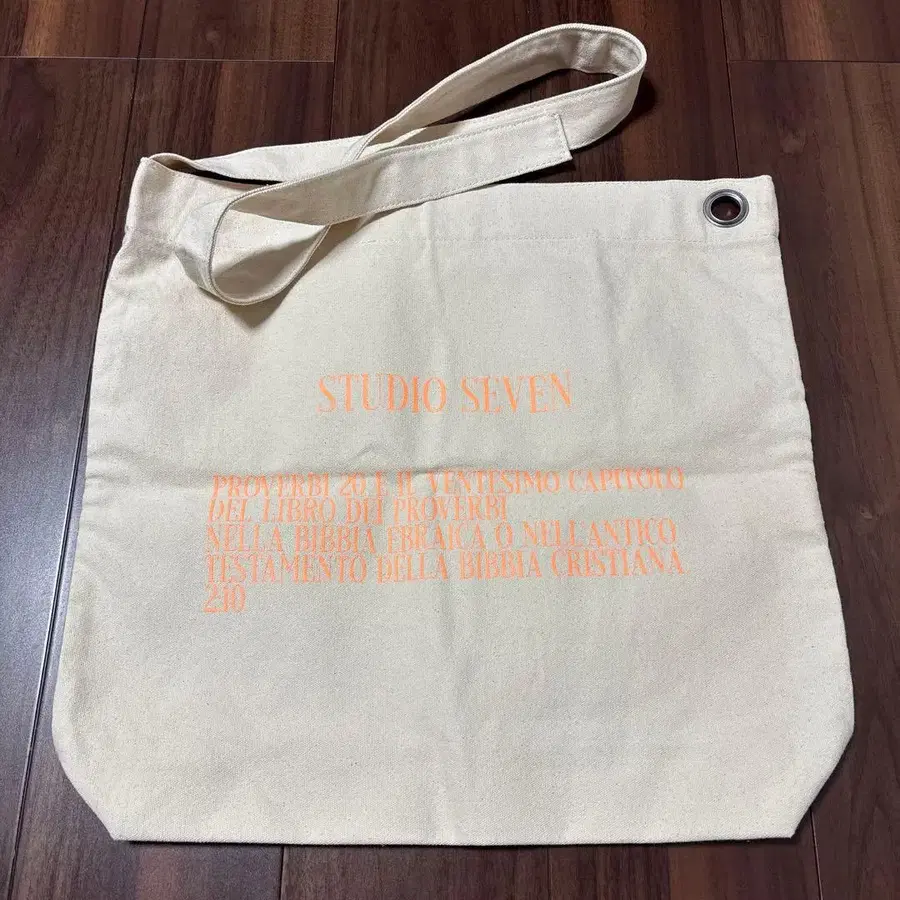 STUDIO SEVEN
PROVERBI 20 E IL VENTESIMO CAPITOLO
DEL LIBRO DEI PROVERBI
NELLA BIBBIA EBRAICA O NELL'ANTICO
TESTAMENTO DELLA BIBBIA CRISTIANA
210